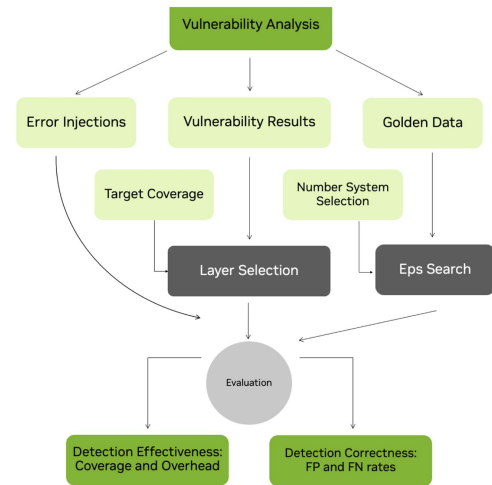 Vulnerability Analysis
Error Injections
Vulnerability Results
Golden Data
Target Coverage
Number System
Selection
Layer Selection
Eps Search
Evaluation
Detection Effectiveness:
Coverage and Overhead
Detection Correctness:
FP and FN rates